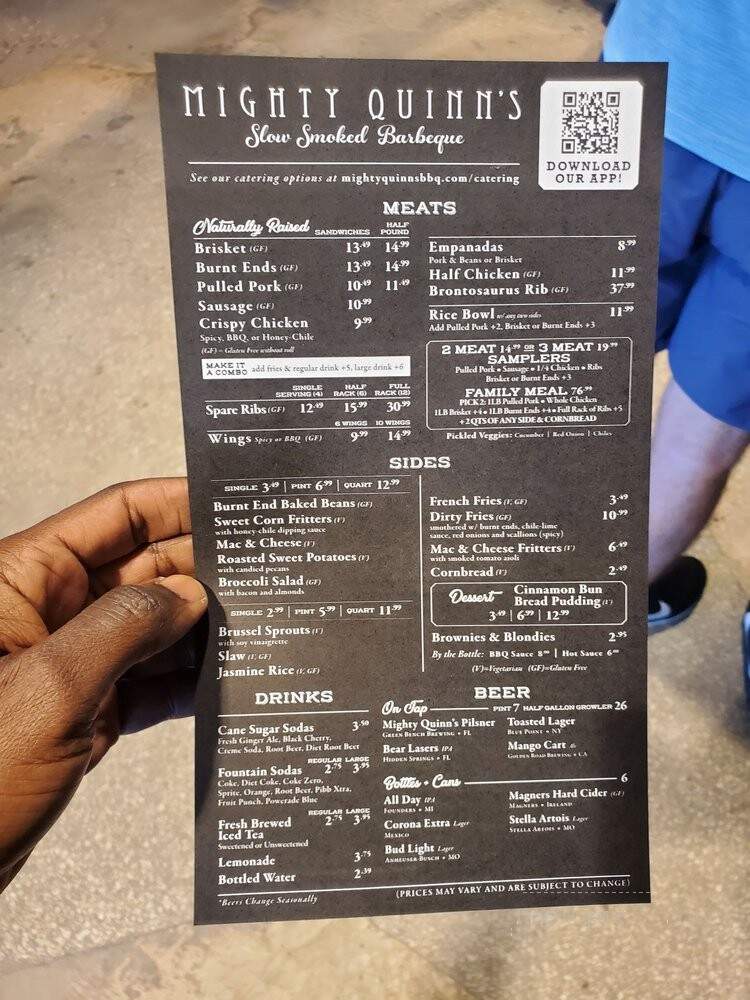 MIGHTY QUINN'S
Slow Smoked Barbeque
DOWNLOAD
OUR APP!
See our catering options at mightyquinnsbbq.com/catering
MEATS
Naturally Raised SANDWICHES HALF POUND
Brisket (GF) 13.49 14.99
Burnt Ends (GF) 13.49 14.99
Pulled Pork (GF) 10.49 11.49
Sausage (GF) 10.99
Crispy Chicken 9.99
Spicy, BBQ, or Honey-Chile
(GF) = Gluten Free without roll
MAKE IT A COMBO add fries & regular drink +5, large drink +6
SINGLE SERVING (4) HALF RACK (6) FULL RACK (12)
Spare Ribs (GF) 12.49 15.99 30.99
6 WINGS 10 WINGS
Wings Spicy or BBQ (GF) 9.99 14.99
Empanadas 8.99
Pork & Beans or Brisket
Half Chicken (GF) 11.99
Brontosaurus Rib (GF) 37.99
Rice Bowl w/ any two sides 11.99
Add Pulled Pork +2, Brisket or Burnt Ends +3
2 MEAT 14.99 OR 3 MEAT 19.99
SAMPLERS
Pulled Pork • Sausage • 1/4 Chicken • Ribs
Brisket or Burnt Ends +3
FAMILY MEAL 76.99
PICK 2: 1LB Pulled Pork • Whole Chicken
1LB Brisket +4 • 1LB Burnt Ends +4 • Full Rack of Ribs +5
+ 2 QTS OF ANY SIDE & CORNBREAD
Pickled Veggies: Cucumber | Red Onion | Chiles
SIDES
SINGLE 3.49 | PINT 6.99 | QUART 12.99
Burnt End Baked Beans (GF)
Sweet Corn Fritters (V)
with honey-chile dipping sauce
Mac & Cheese (V)
Roasted Sweet Potatoes (V)
with candied pecans
Broccoli Salad (GF)
with bacon and almonds
SINGLE 2.99 | PINT 5.99 | QUART 11.99
Brussel Sprouts (V)
with soy vinaigrette
Slaw (V, GF)
Jasmine Rice (V, GF)
French Fries (V, GF) 3.49
Dirty Fries (GF) 10.99
smothered w/ burnt ends, chile-lime
sauce, red onions and scallions (spicy)
Mac & Cheese Fritters (V) 6.49
with smoked tomato aioli
Cornbread (V) 2.49
Dessert Cinnamon Bun
Bread Pudding (V)
3.49 | 6.99 | 12.99
Brownies & Blondies 2.95
By the Bottle: BBQ Sauce 8.00 | Hot Sauce 6.00
(V)=Vegetarian (GF)=Gluten Free
DRINKS
Cane Sugar Sodas 3.50
Fresh Ginger Ale, Black Cherry,
Creme Soda, Root Beer, Diet Root Beer
REGULAR LARGE
Fountain Sodas 2.75 3.95
Coke, Diet Coke, Coke Zero,
Sprite, Orange, Root Beer, Pibb Xtra,
Fruit Punch, Powerade Blue
REGULAR LARGE
Fresh Brewed 2.75 3.95
Iced Tea
Sweetened or Unsweetened
Lemonade 3.75
Bottled Water 2.39
BEER
On Tap PINT 7 HALF GALLON GROWLER 26
Mighty Quinn's Pilsner
GREEN BENCH BREWING • FL
Bear Lasers IPA
HIDDEN SPRINGS • FL
Toasted Lager
BLUE POINT • NY
Mango Cart
GOLDEN ROAD BREWING • CA
Bottles + Cans 6
All Day IPA
FOUNDERS • MI
Corona Extra Lager
MEXICO
Bud Light Lager
ANHEUSER-BUSCH • MO
Magners Hard Cider (GF)
MAGNERS • IRELAND
Stella Artois Lager
STELLA ARTOIS • MO
*Beers Change Seasonally
(PRICES MAY VARY AND ARE SUBJECT TO CHANGE)